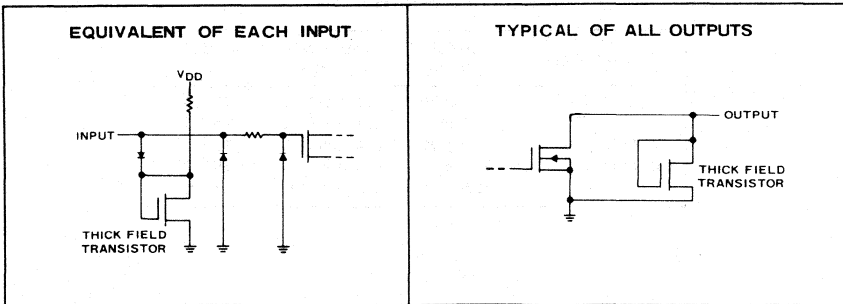 EQUIVALENT OF EACH INPUT
VDD
INPUT
THICK FIELD
TRANSISTOR
TYPICAL OF ALL OUTPUTS
OUTPUT
THICK FIELD
TRANSISTOR